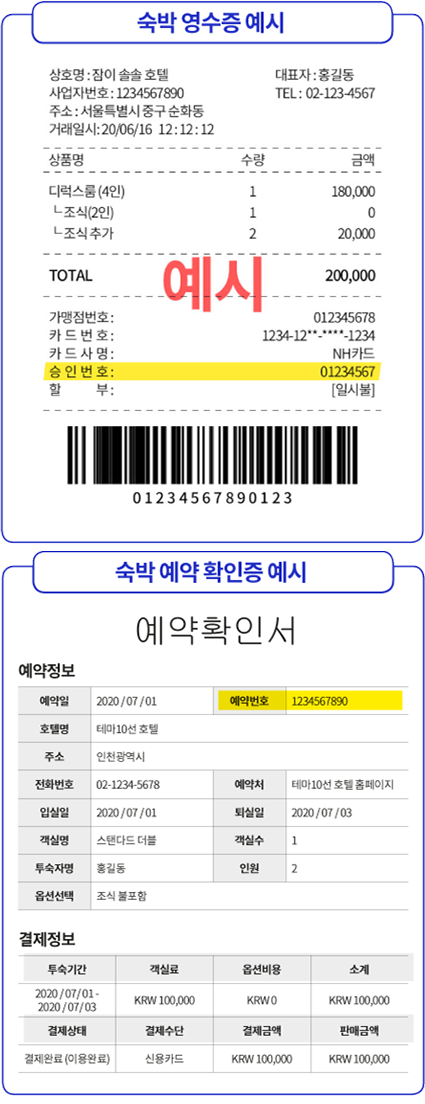 숙박 영수증 예시
상호명 : 잠이 솔솔 호텔 대표자 : 홍길동
사업자번호 : 1234567890 TEL : 02-123-4567
주소 : 서울특별시 중구 순화동
거래일시 : 20/06/16 12 : 12 : 12
상품명 수량 금액
디럭스룸 (4인) 1 180,000
└조식(2인) 1 0
└조식 추가 2 20,000
예시
TOTAL 200,000
가맹점번호 : 012345678
카 드 번 호 : 1234-12**-****-1234
카 드 사 명 : NH카드
승 인 번 호 : 01234567
할 부 : [일시불]
01234567890123
숙박 예약 확인증 예시
예약확인서
예약정보
예약일 2020 / 07 / 01 예약번호 1234567890
호텔명 테마10선 호텔
주소 인천광역시
전화번호 02-1234-5678 예약처 테마10선 호텔 홈페이지
입실일 2020 / 07 / 01 퇴실일 2020 / 07 / 03
객실명 스탠다드 더블 객실수 1
투숙자명 홍길동 인원 2
옵션선택 조식 불포함
결제정보
투숙기간 객실료 옵션비용 소계
2020 / 07 / 01 -
2020 / 07 / 03 KRW 100,000 KRW 0 KRW 100,000
결제상태 결제수단 결제금액 판매금액
결제완료 (이용완료) 신용카드 KRW 100,000 KRW 100,000